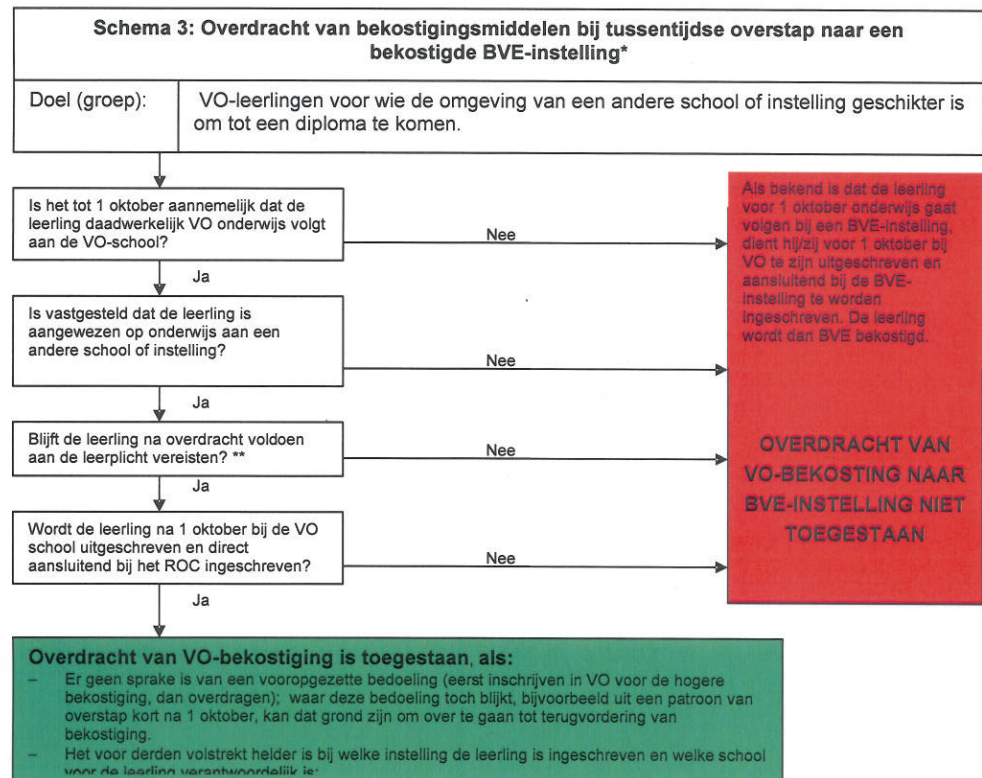 Schema 3: Overdracht van bekostigingsmiddelen bij tussentijdse overstap naar een
bekostigde BVE-instelling*
Doel (groep):
VO-leerlingen voor wie de omgeving van een andere school of instelling geschikter is
om tot een diploma te komen.
Is het tot 1 oktober aannemelijk dat de
leerling daadwerkelijk VO onderwijs volgt
aan de VO-school?
Nee
Ja
Is vastgesteld dat de leerling is
aangewezen op onderwijs aan een
andere school of instelling?
Nee
Ja
Blijft de leerling na overdracht voldoen
aan de leerplicht vereisten? **
Nee
Ja
Wordt de leerling na 1 oktober bij de VO
school uitgeschreven en direct
aansluitend bij het ROC ingeschreven?
Nee
Ja
Als bekend is dat de leerling
voor 1 oktober onderwijs gaat
volgen bij een BVE-instelling,
dient hij/zij voor 1 oktober bij
VO te zijn uitgeschreven en
aansluitend bij de BVE-
instelling te worden
ingeschreven. De leerling
wordt dan BVE bekostigd.
OVERDRACHT VAN
VO-BEKOSTING NAAR
BVE-INSTELLING NIET
TOEGESTAAN
Overdracht van VO-bekostiging is toegestaan, als:
– Er geen sprake is van een vooropgezette bedoeling (eerst inschrijven in VO voor de hogere
bekostiging, dan overdragen); waar deze bedoeling toch blijkt, bijvoorbeeld uit een patroon van
overstap kort na 1 oktober, kan dat grond zijn om over te gaan tot terugvordering van
bekostiging.
– Het voor derden volstrekt helder is bij welke instelling de leerling is ingeschreven en welke school
voor de leerling verantwoordelijk is;